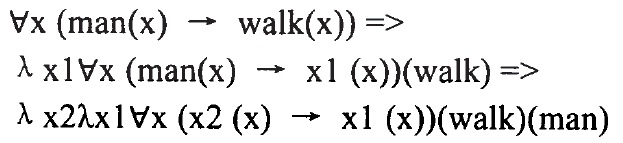 ∀x (man(x) → walk(x)) =>
λ x1∀x (man(x) → x1 (x))(walk) =>
λ x2λx1∀x (x2 (x) → x1 (x))(walk)(man)